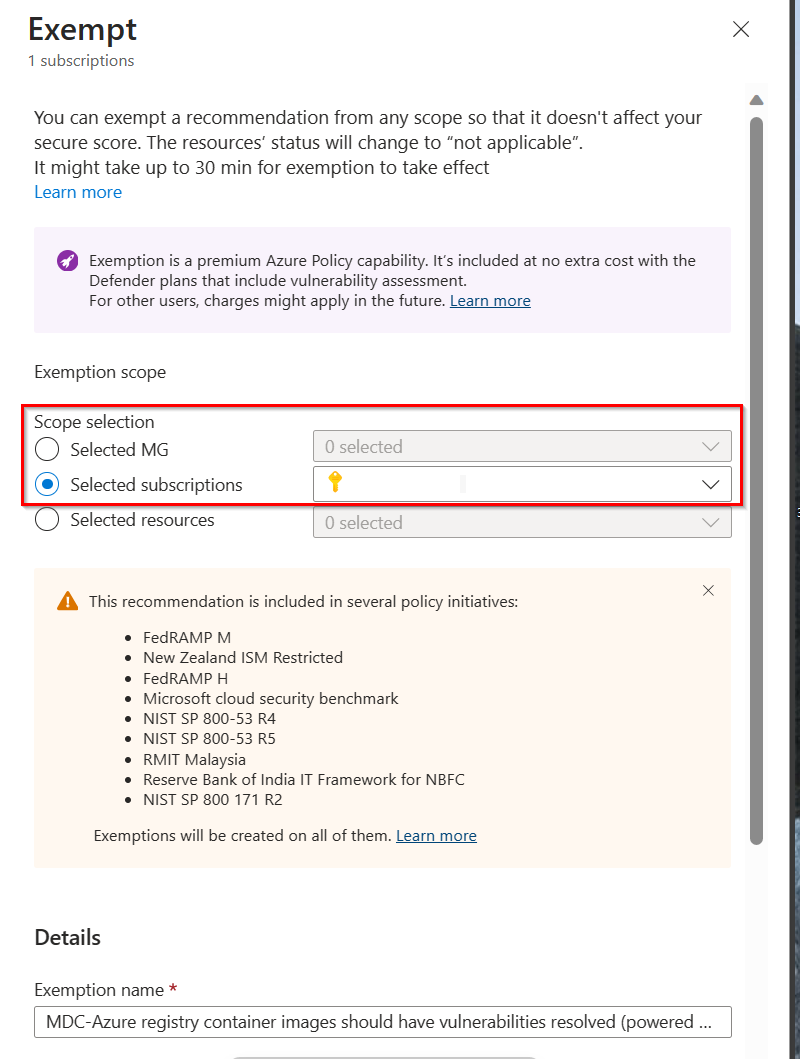 Exempt
1 subscriptions
You can exempt a recommendation from any scope so that it doesn't affect your
secure score. The resources’ status will change to “not applicable”.
It might take up to 30 min for exemption to take effect
Learn more
Exemption is a premium Azure Policy capability. It’s included at no extra cost with the
Defender plans that include vulnerability assessment.
For other users, charges might apply in the future. Learn more
Exemption scope
Scope selection
Selected MG
0 selected
Selected subscriptions
Selected resources
0 selected
This recommendation is included in several policy initiatives:
• FedRAMP M
• New Zealand ISM Restricted
• FedRAMP H
• Microsoft cloud security benchmark
• NIST SP 800-53 R4
• NIST SP 800-53 R5
• RMIT Malaysia
• Reserve Bank of India IT Framework for NBFC
• NIST SP 800 171 R2
Exemptions will be created on all of them. Learn more
Details
Exemption name *
MDC-Azure registry container images should have vulnerabilities resolved (powered ...